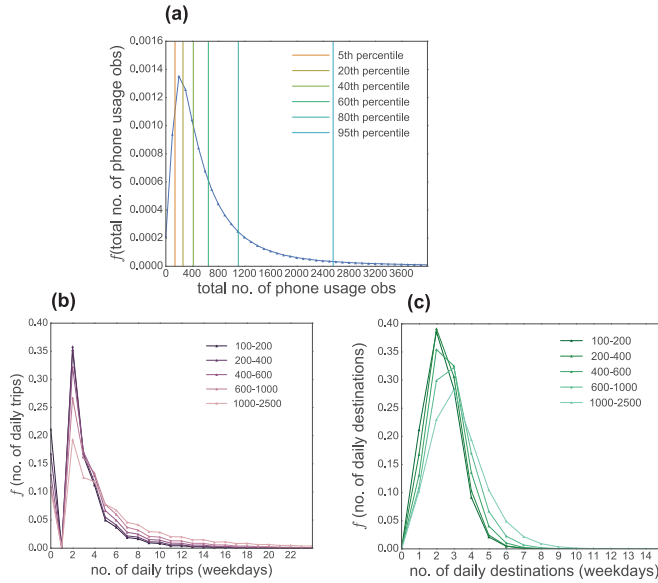 (a)
f(total no. of phone usage obs)
0.0016
0.0014
0.0012
0.0010
0.0008
0.0006
0.0004
0.0002
0.0000
5th percentile
20th percentile
40th percentile
60th percentile
80th percentile
95th percentile
0 400 800 1200 1600 2000 2400 2800 3200 3600
total no. of phone usage obs
(b)
f (no. of daily trips)
0.40
0.35
0.30
0.25
0.20
0.15
0.10
0.05
0.00
100-200
200-400
400-600
600-1000
1000-2500
0 2 4 6 8 10 12 14 16 18 20 22
no. of daily trips (weekdays)
(c)
f (no. of daily destinations)
0.40
0.35
0.30
0.25
0.20
0.15
0.10
0.05
0.00
100-200
200-400
400-600
600-1000
1000-2500
0 1 2 3 4 5 6 7 8 9 10 11 12 13 14
no. of daily destinations (weekdays)